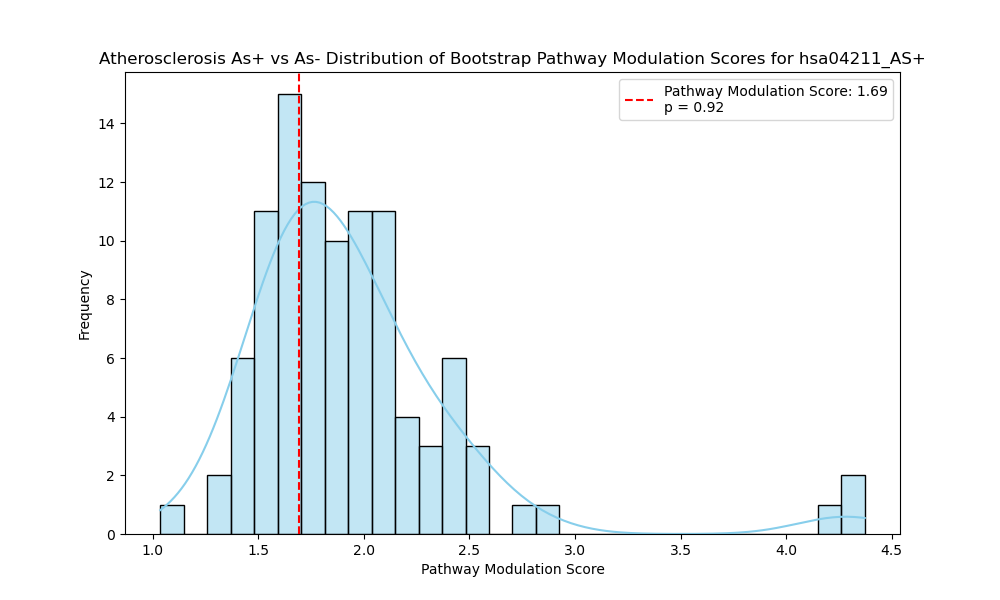 Atherosclerosis As+ vs As- Distribution of Bootstrap Pathway Modulation Scores for hsa04211_AS+
Pathway Modulation Score: 1.69
p = 0.92
Frequency
14
12
10
8
6
4
2
0
1.0 1.5 2.0 2.5 3.0 3.5 4.0 4.5
Pathway Modulation Score